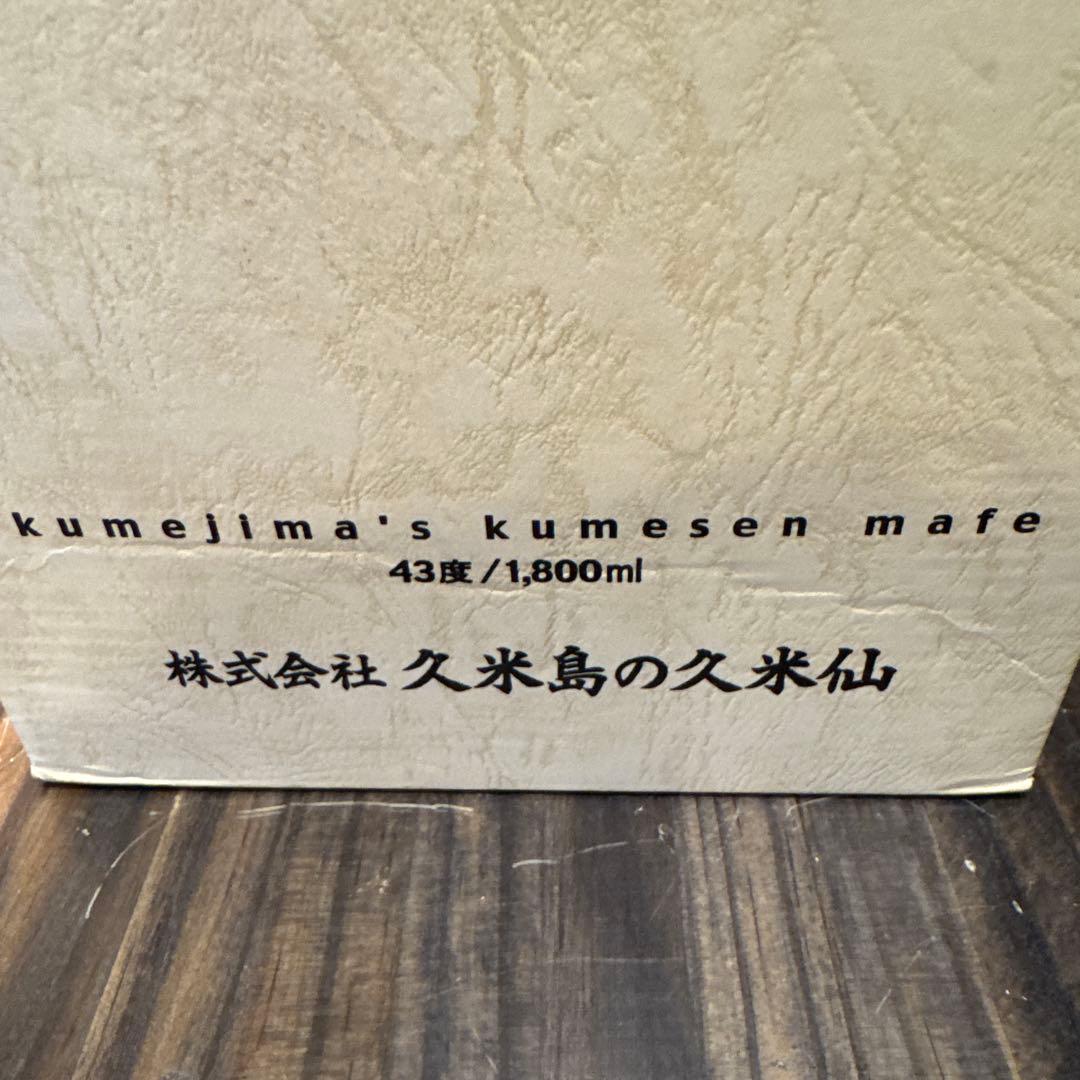 kumejima's kumesen mafe
43度/1,800ml
株式会社 久米島の久米仙